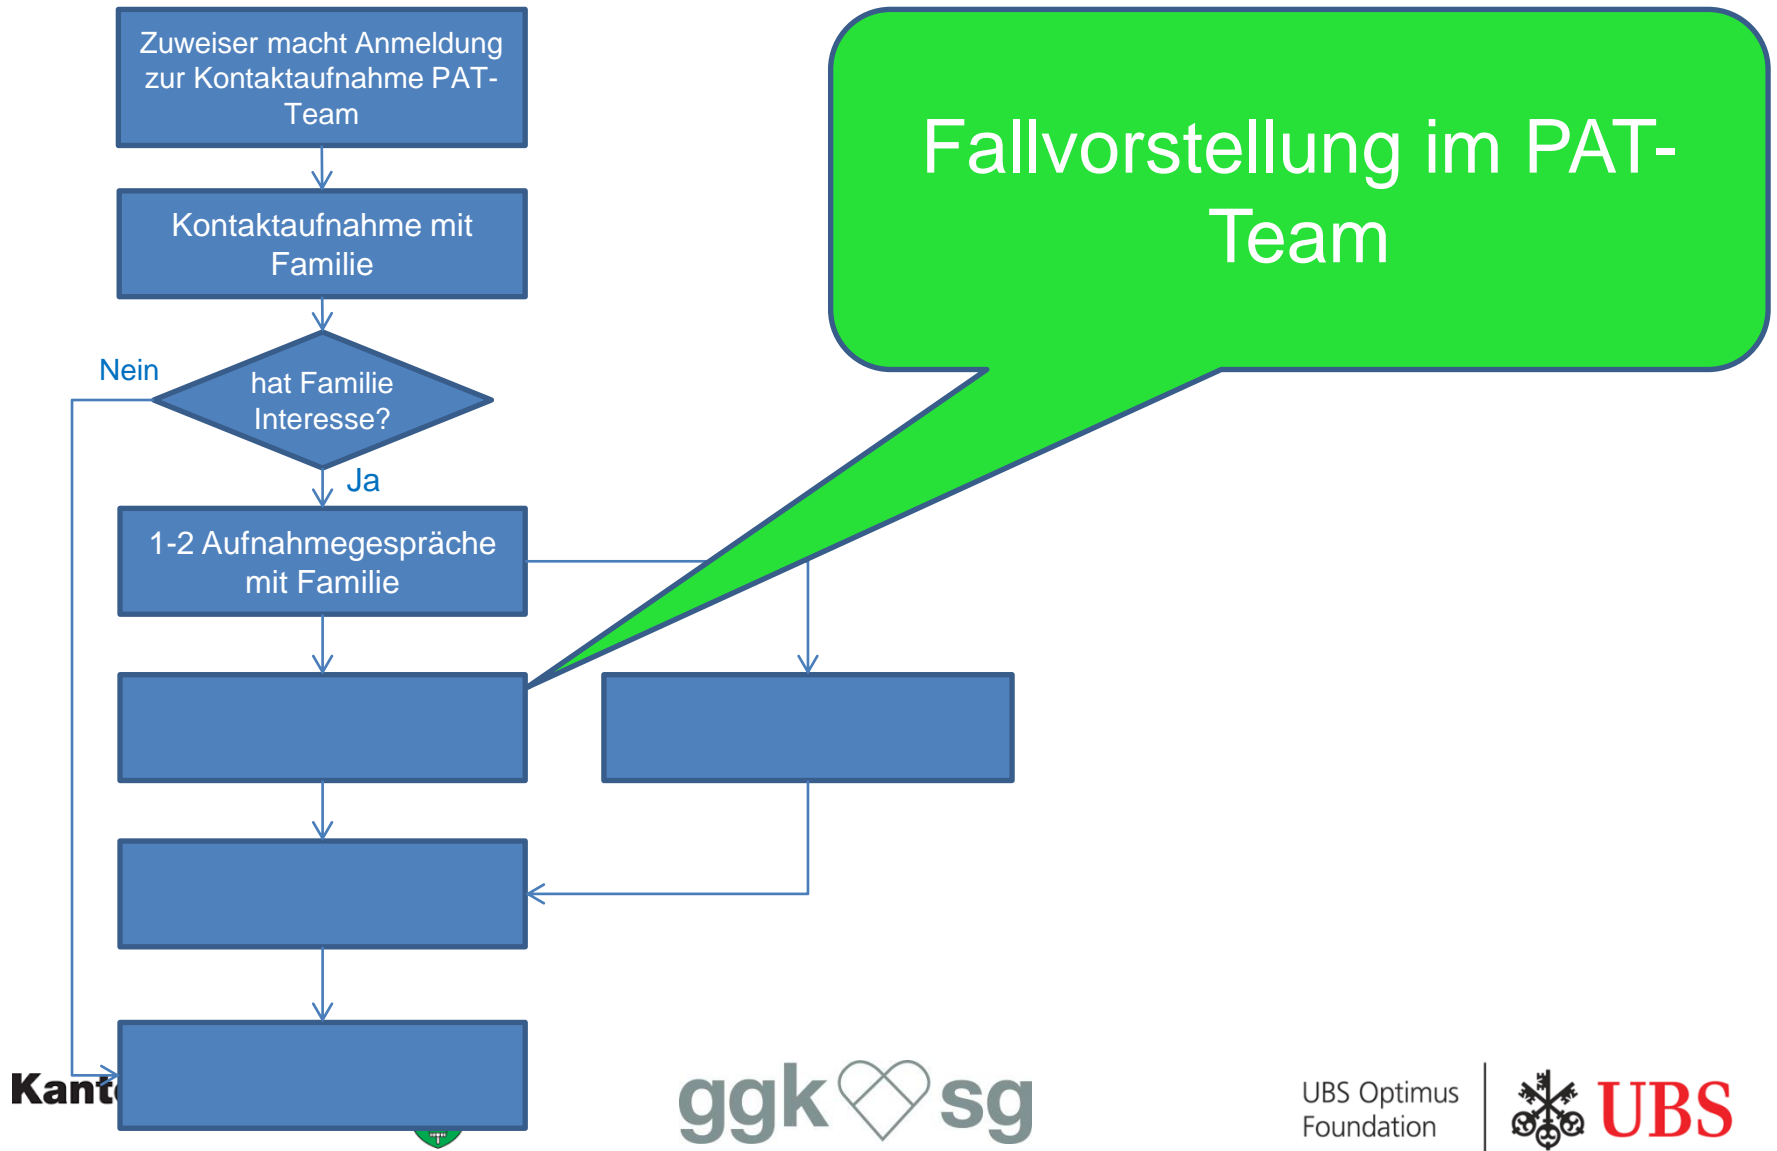 Zuweiser macht Anmeldung
zur Kontaktaufnahme PAT-
Team
Kontaktaufnahme mit
Familie
Nein
hat Familie
Interesse?
Ja
1-2 Aufnahmegespräche
mit Familie
Fallvorstellung im PAT-
Team
Kant
ggk sg
UBS Optimus
Foundation
UBS